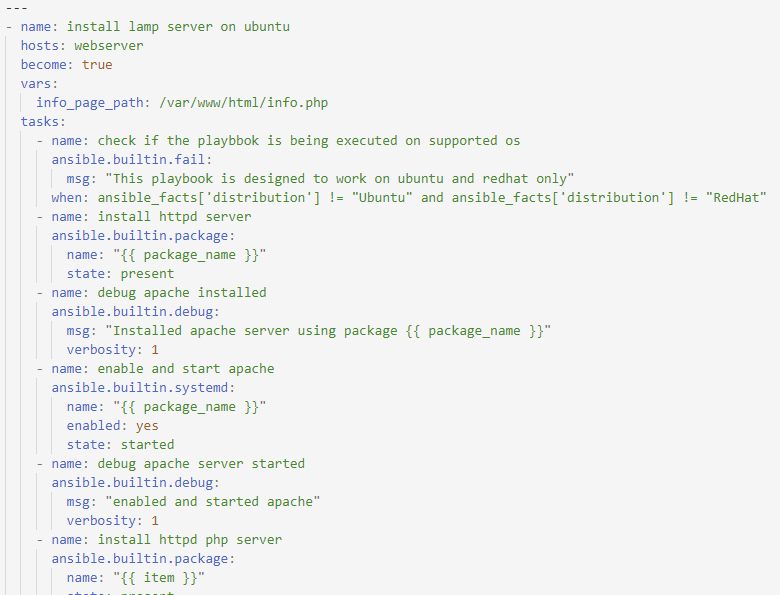 ---
- name: install lamp server on ubuntu
  hosts: webserver
  become: true
  vars:
    info_page_path: /var/www/html/info.php
  tasks:
    - name: check if the playbbok is being executed on supported os
      ansible.builtin.fail:
        msg: "This playbook is designed to work on ubuntu and redhat only"
      when: ansible_facts['distribution'] != "Ubuntu" and ansible_facts['distribution'] != "RedHat"
    - name: install httpd server
      ansible.builtin.package:
        name: "{{ package_name }}"
        state: present
    - name: debug apache installed
      ansible.builtin.debug:
        msg: "Installed apache server using package {{ package_name }}"
        verbosity: 1
    - name: enable and start apache
      ansible.builtin.systemd:
        name: "{{ package_name }}"
        enabled: yes
        state: started
    - name: debug apache server started
      ansible.builtin.debug:
        msg: "enabled and started apache"
        verbosity: 1
    - name: install httpd php server
      ansible.builtin.package:
        name: "{{ item }}"
        state: present